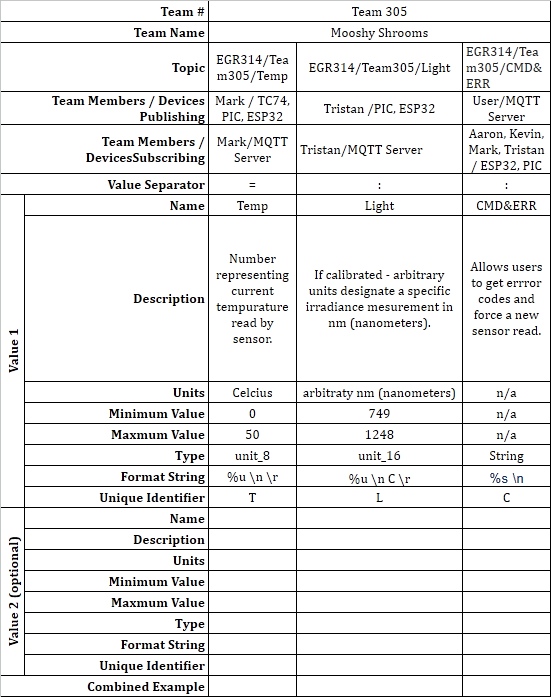 Team # Team 305
Team Name Mooshy Shrooms
Topic EGR314/Tea m305/Temp EGR314/Team305/Light EGR314/Tea m305/CMD& ERR
Team Members / Devices Publishing Mark / TC74, PIC, ESP32 Tristan /PIC, ESP32 User/MQTT Server
Team Members / DevicesSubscribing Mark/MQTT Server Tristan/MQTT Server Aaron, Kevin, Mark, Tristan / ESP32, PIC
Value Separator = : :
Value 1
Name Temp Light CMD&ERR
Description Number representing current tempurature read by sensor. If calibrated - arbitrary units designate a specific irradiance mesurement in nm (nanometers). Allows users to get errror codes and force a new sensor read.
Units Celcius arbitraty nm (nanometers) n/a
Minimum Value 0 749 n/a
Maxmum Value 50 1248 n/a
Type unit_8 unit_16 String
Format String %u \n \r %u \n C \r %s \n
Unique Identifier T L C
Value 2 (optional)
Name
Description
Units
Minimum Value
Maxmum Value
Type
Format String
Unique Identifier
Combined Example